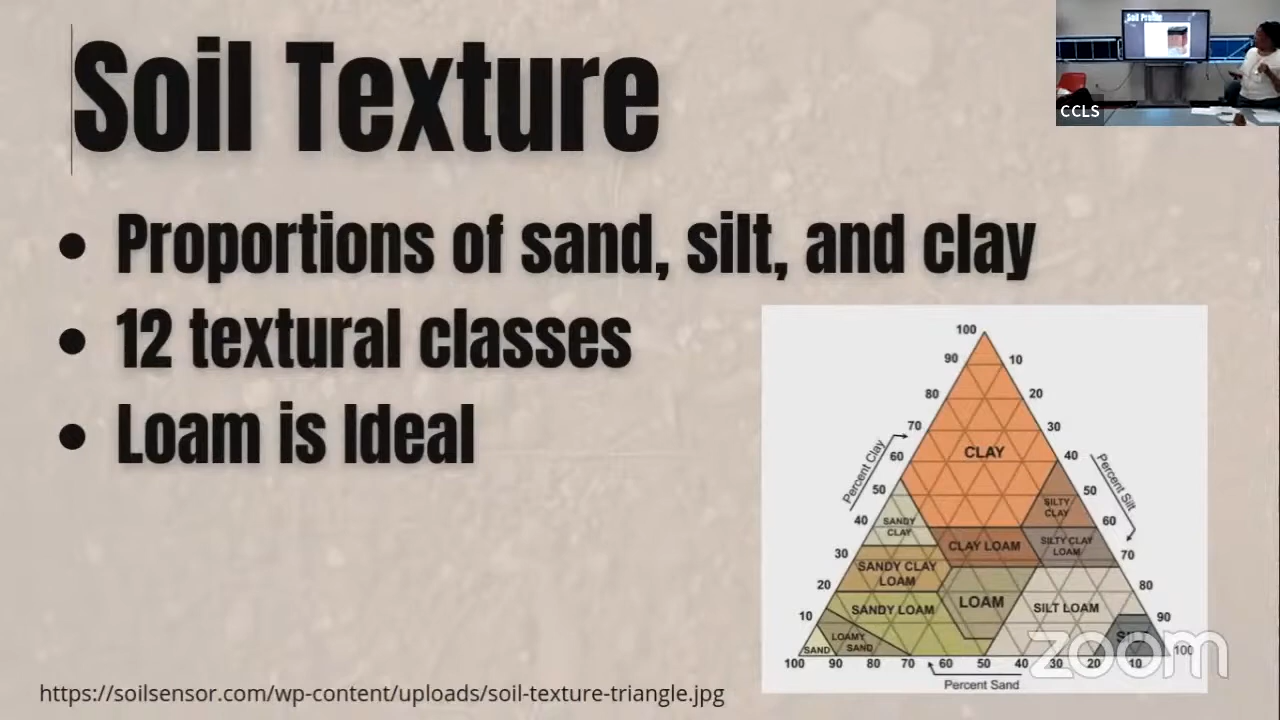 Soil Texture
Soil Profile
CCLS
• Proportions of sand, silt, and clay
• 12 textural classes
• Loam is Ideal
100
90 10
80 20
70 30
60 CLAY 40
50 50
40 60
30 70
20 80
10 90
100
Percent Clay
Percent Silt
SILTY
CLAY
SANDY
CLAY
CLAY LOAM
SILTY CLAY
LOAM
SANDY CLAY
LOAM
LOAM
SANDY LOAM
SILT LOAM
LOAMY
SAND
SAND
SILT
100 90 80 70 60 50 40 30 20 10
Percent Sand
zoom
https://soilsensor.com/wp-content/uploads/soil-texture-triangle.jpg